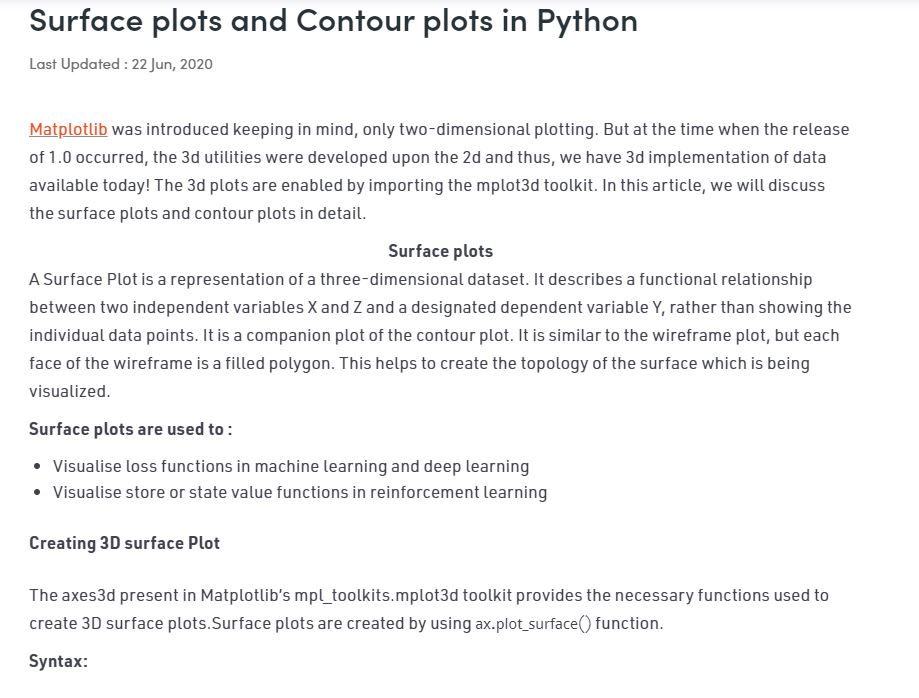 Surface plots and Contour plots in Python
Last Updated : 22 Jun, 2020
Matplotlib was introduced keeping in mind, only two-dimensional plotting. But at the time when the release
of 1.0 occurred, the 3d utilities were developed upon the 2d and thus, we have 3d implementation of data
available today! The 3d plots are enabled by importing the mplot3d toolkit. In this article, we will discuss
the surface plots and contour plots in detail.
Surface plots
A Surface Plot is a representation of a three-dimensional dataset. It describes a functional relationship
between two independent variables X and Z and a designated dependent variable Y, rather than showing the
individual data points. It is a companion plot of the contour plot. It is similar to the wireframe plot, but each
face of the wireframe is a filled polygon. This helps to create the topology of the surface which is being
visualized.
Surface plots are used to :
• Visualise loss functions in machine learning and deep learning
• Visualise store or state value functions in reinforcement learning
Creating 3D surface Plot
The axes3d present in Matplotlib’s mpl_toolkits.mplot3d toolkit provides the necessary functions used to
create 3D surface plots.Surface plots are created by using ax.plot_surface() function.
Syntax: